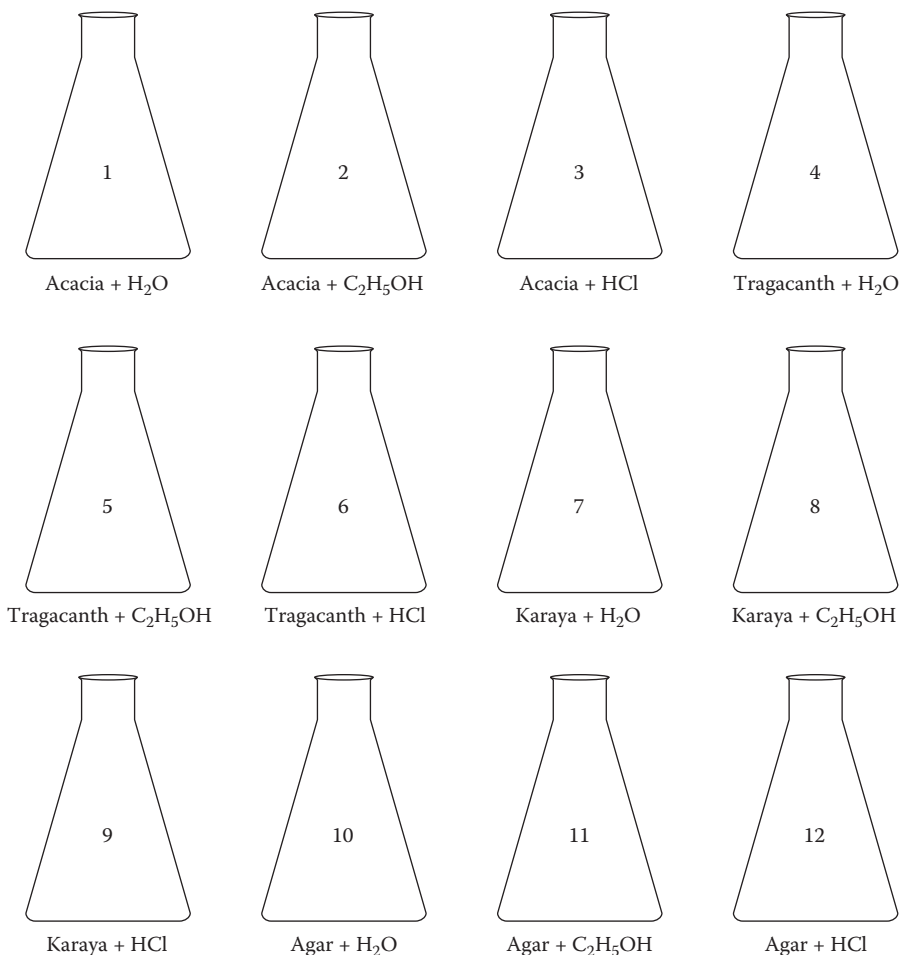 1 2 3 4
Acacia + H₂O Acacia + C₂H₅OH Acacia + HCl Tragacanth + H₂O
5 6 7 8
Tragacanth + C₂H₅OH Tragacanth + HCl Karaya + H₂O Karaya + C₂H₅OH
9 10 11 12
Karaya + HCl Agar + H₂O Agar + C₂H₅OH Agar + HCl